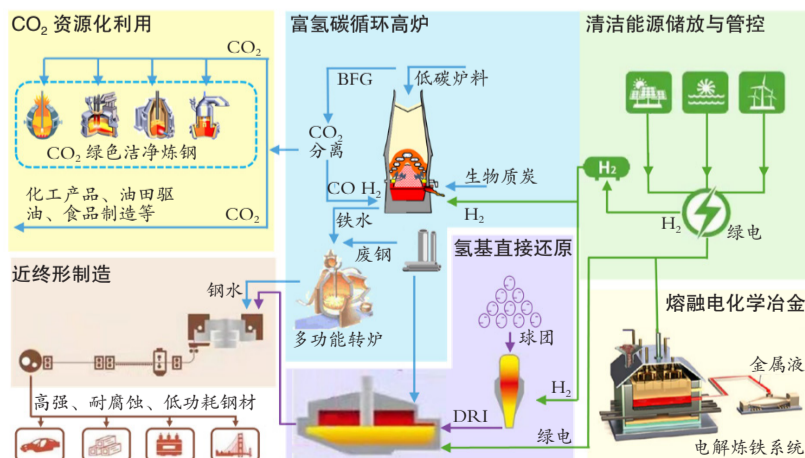 CO₂ 资源化利用
CO₂
CO₂ 绿色洁净炼钢
化工产品、油田驱
油、食品制造等
CO₂
富氢碳循环高炉
BFG
低碳炉料
CO₂
分离
CO H₂
生物质炭
H₂
铁水
废钢
多功能转炉
清洁能源储放与管控
H₂
H₂
绿电
近终形制造
钢水
高强、耐腐蚀、低功耗钢材
氢基直接还原
球团
H₂
DRI
绿电
熔融电化学冶金
金属液
电解炼铁系统